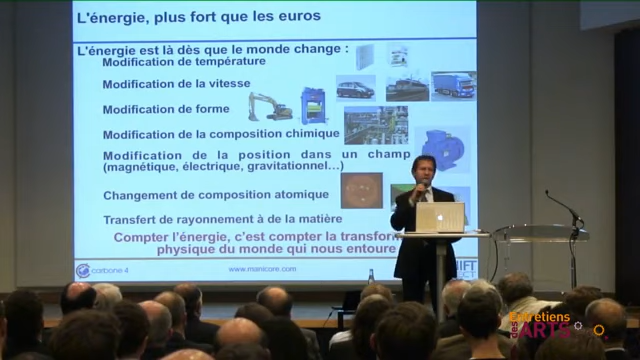 L'énergie, plus fort que les euros
L'énergie est là dès que le monde change :
Modification de température
Modification de la vitesse
Modification de forme
Modification de la composition chimique
Modification de la position dans un champ
(magnétique, électrique, gravitationnel…)
Changement de composition atomique
Transfert de rayonnement à de la matière
Compter l'énergie, c'est compter la
physique du monde qui nous entoure
carbone 4
www.manicore.com
Entretiens
des ARTS